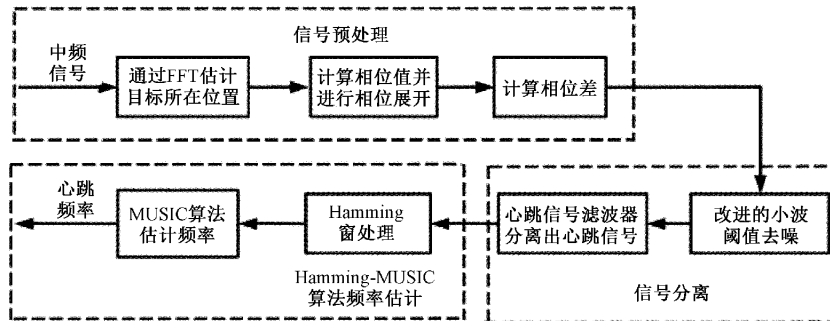 信号预处理
中频
信号
通过FFT估计
目标所在位置
计算相位值并
进行相位展开
计算相位差
改进的小波
阈值去噪
心跳信号滤波器
分离出心跳信号
信号分离
Hamming
窗处理
MUSIC算法
估计频率
Hamming-MUSIC
算法频率估计
心跳
频率